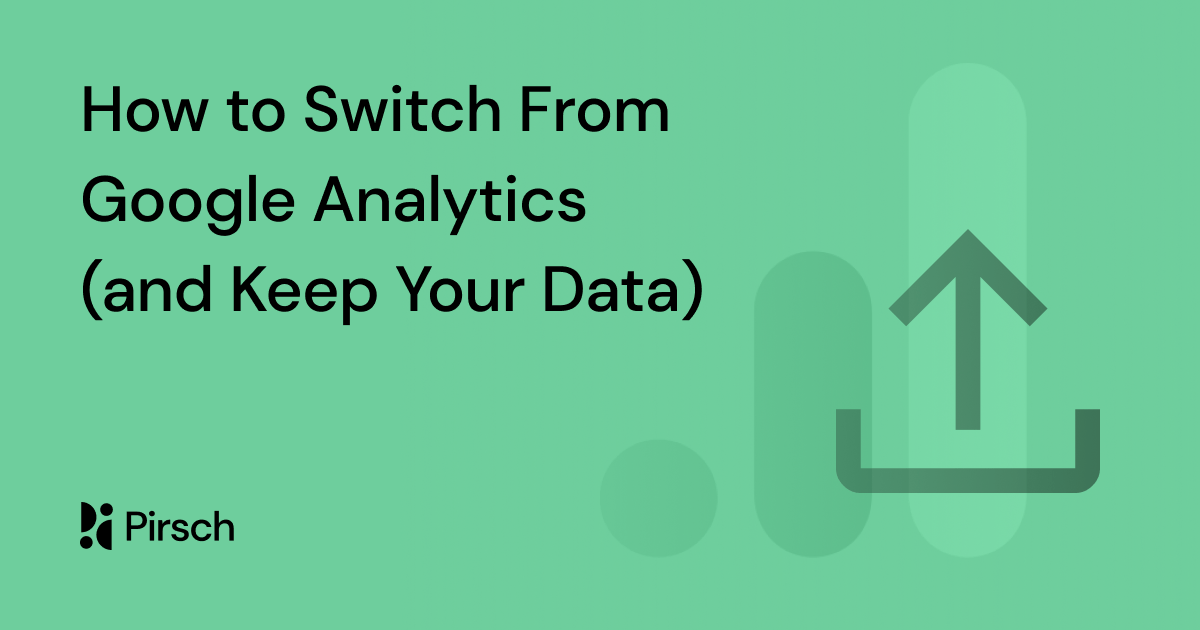 How to Switch From
Google Analytics
(and Keep Your Data)
Pirsch